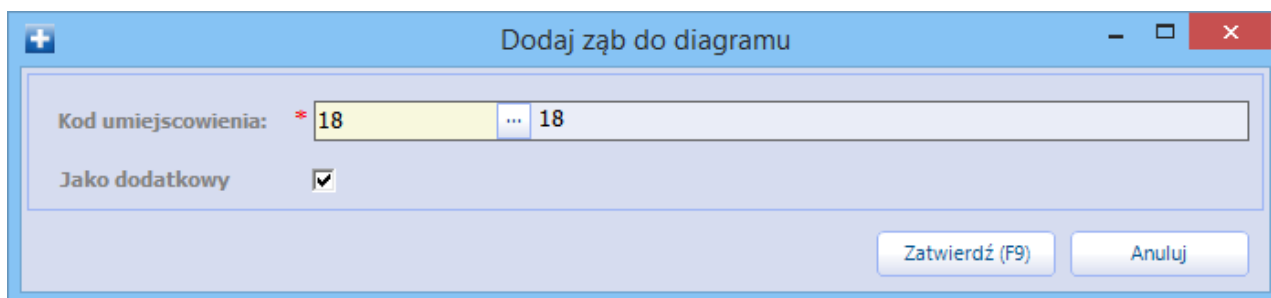 Dodaj ząb do diagramu
Kod umiejscowienia: * 18 ... 18
Jako dodatkowy
Zatwierdź (F9) Anuluj